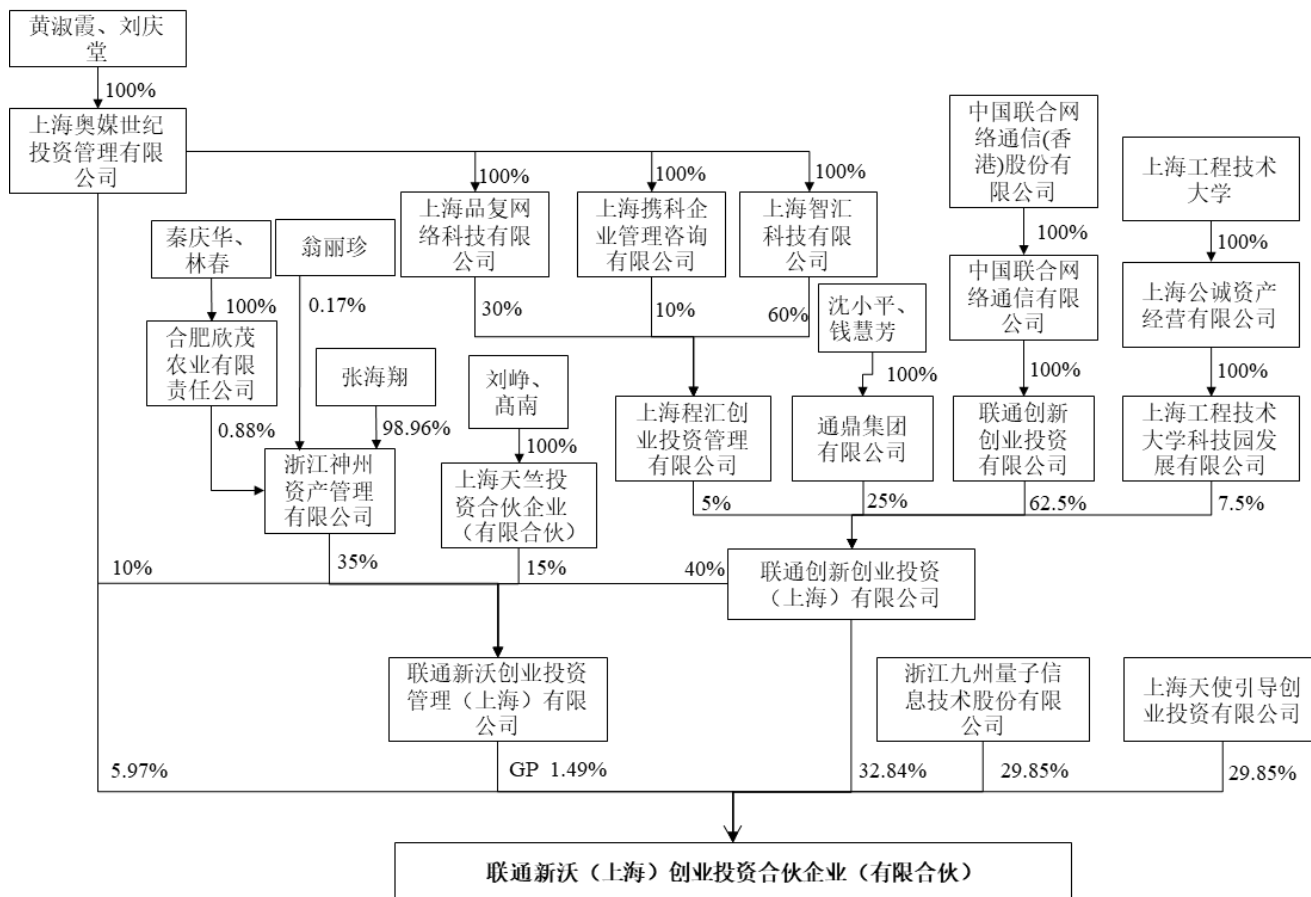 黄淑霞、刘庆
堂
100%
上海奥媒世纪
投资管理有限
公司
中国联合网
络通信(香
港)股份有
限公司
上海工程技术
大学
100%
100%
100%
上海品复网
络科技有限
公司
上海携科企
业管理咨询
有限公司
上海智汇
科技有限
公司
秦庆华、
林春
翁丽珍
100%
100%
100%
0.17%
30%
10%
60%
沈小平、
钱慧芳
中国联合网
络通信有限
公司
上海公诚资产
经营有限公司
合肥欣茂
农业有限
责任公司
张海翔
刘峥、
髙南
100%
100%
100%
0.88%
98.96%
100%
上海程汇创
业投资管理
有限公司
通鼎集团
有限公司
联通创新
创业投资
有限公司
上海工程技术
大学科技园发
展有限公司
浙江神州
资产管理
有限公司
上海天竺投
资合伙企业
（有限合伙）
5%
25%
62.5%
7.5%
10%
35%
15%
40%
联通创新创业投资
（上海）有限公司
联通新沃创业投资
管理（上海）有限
公司
浙江九州量子信
息技术股份有限
公司
上海天使引导创
业投资有限公司
5.97%
GP 1.49%
32.84%
29.85%
29.85%
联通新沃（上海）创业投资合伙企业（有限合伙）